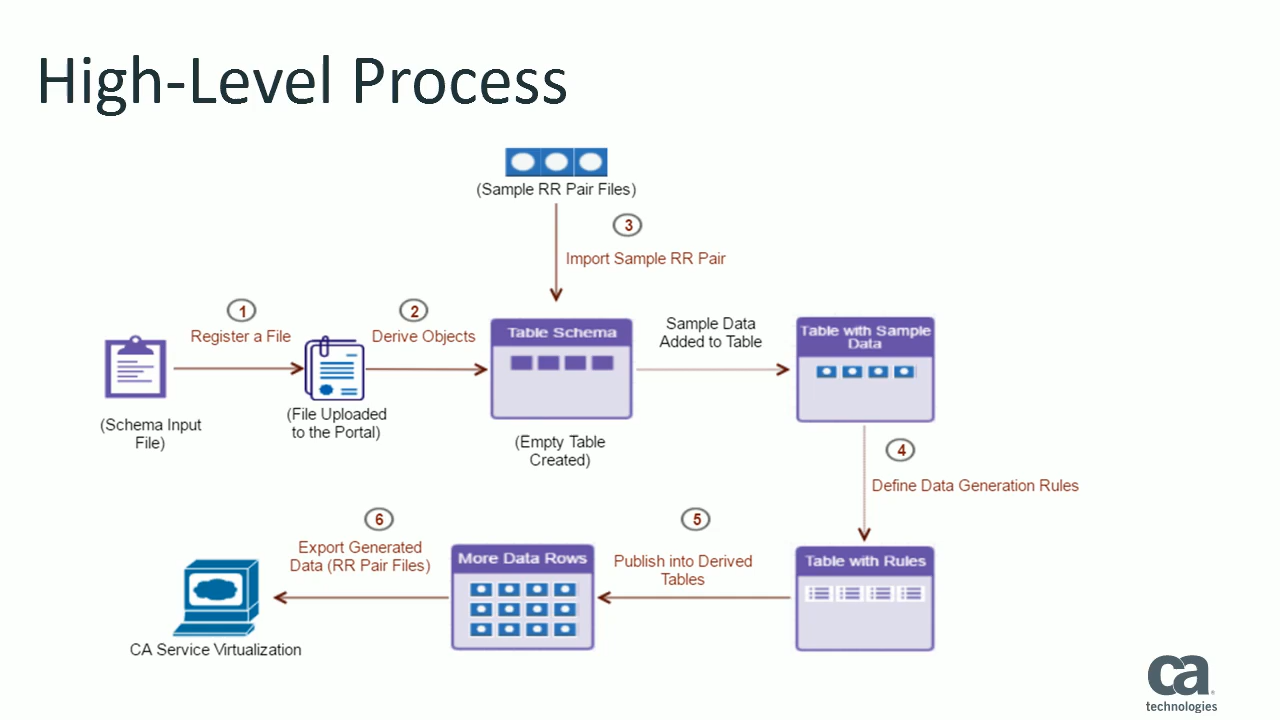 High-Level Process
(Sample RR Pair Files)
3
Import Sample RR Pair
1
Register a File
2
Derive Objects
(Schema Input
File)
(File Uploaded
to the Portal)
Table Schema
(Empty Table
Created)
Sample Data
Added to Table
Table with Sample
Data
4
Define Data Generation Rules
Table with Rules
5
Publish into Derived
Tables
More Data Rows
6
Export Generated
Data (RR Pair Files)
CA Service Virtualization
ca
technologies